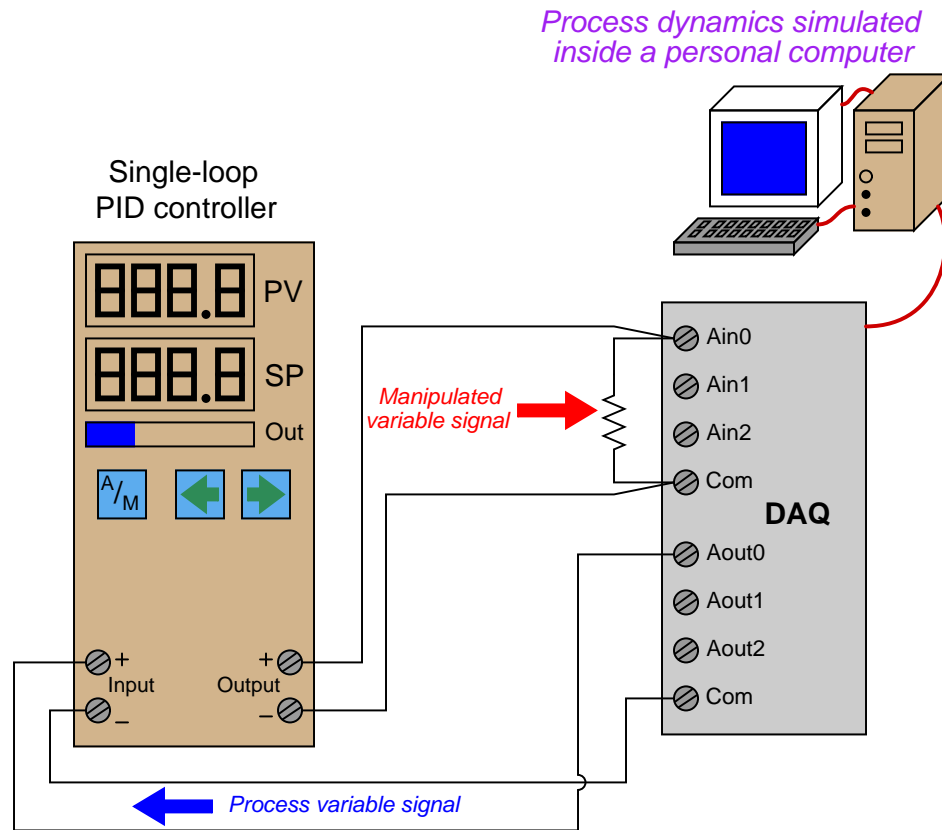 Process dynamics simulated
inside a personal computer
Single-loop
PID controller
888.8 PV
888.8 SP
Out
A/M
+
Input
–
+
Output
–
Manipulated
variable signal
Ain0
Ain1
Ain2
Com
DAQ
Aout0
Aout1
Aout2
Com
Process variable signal